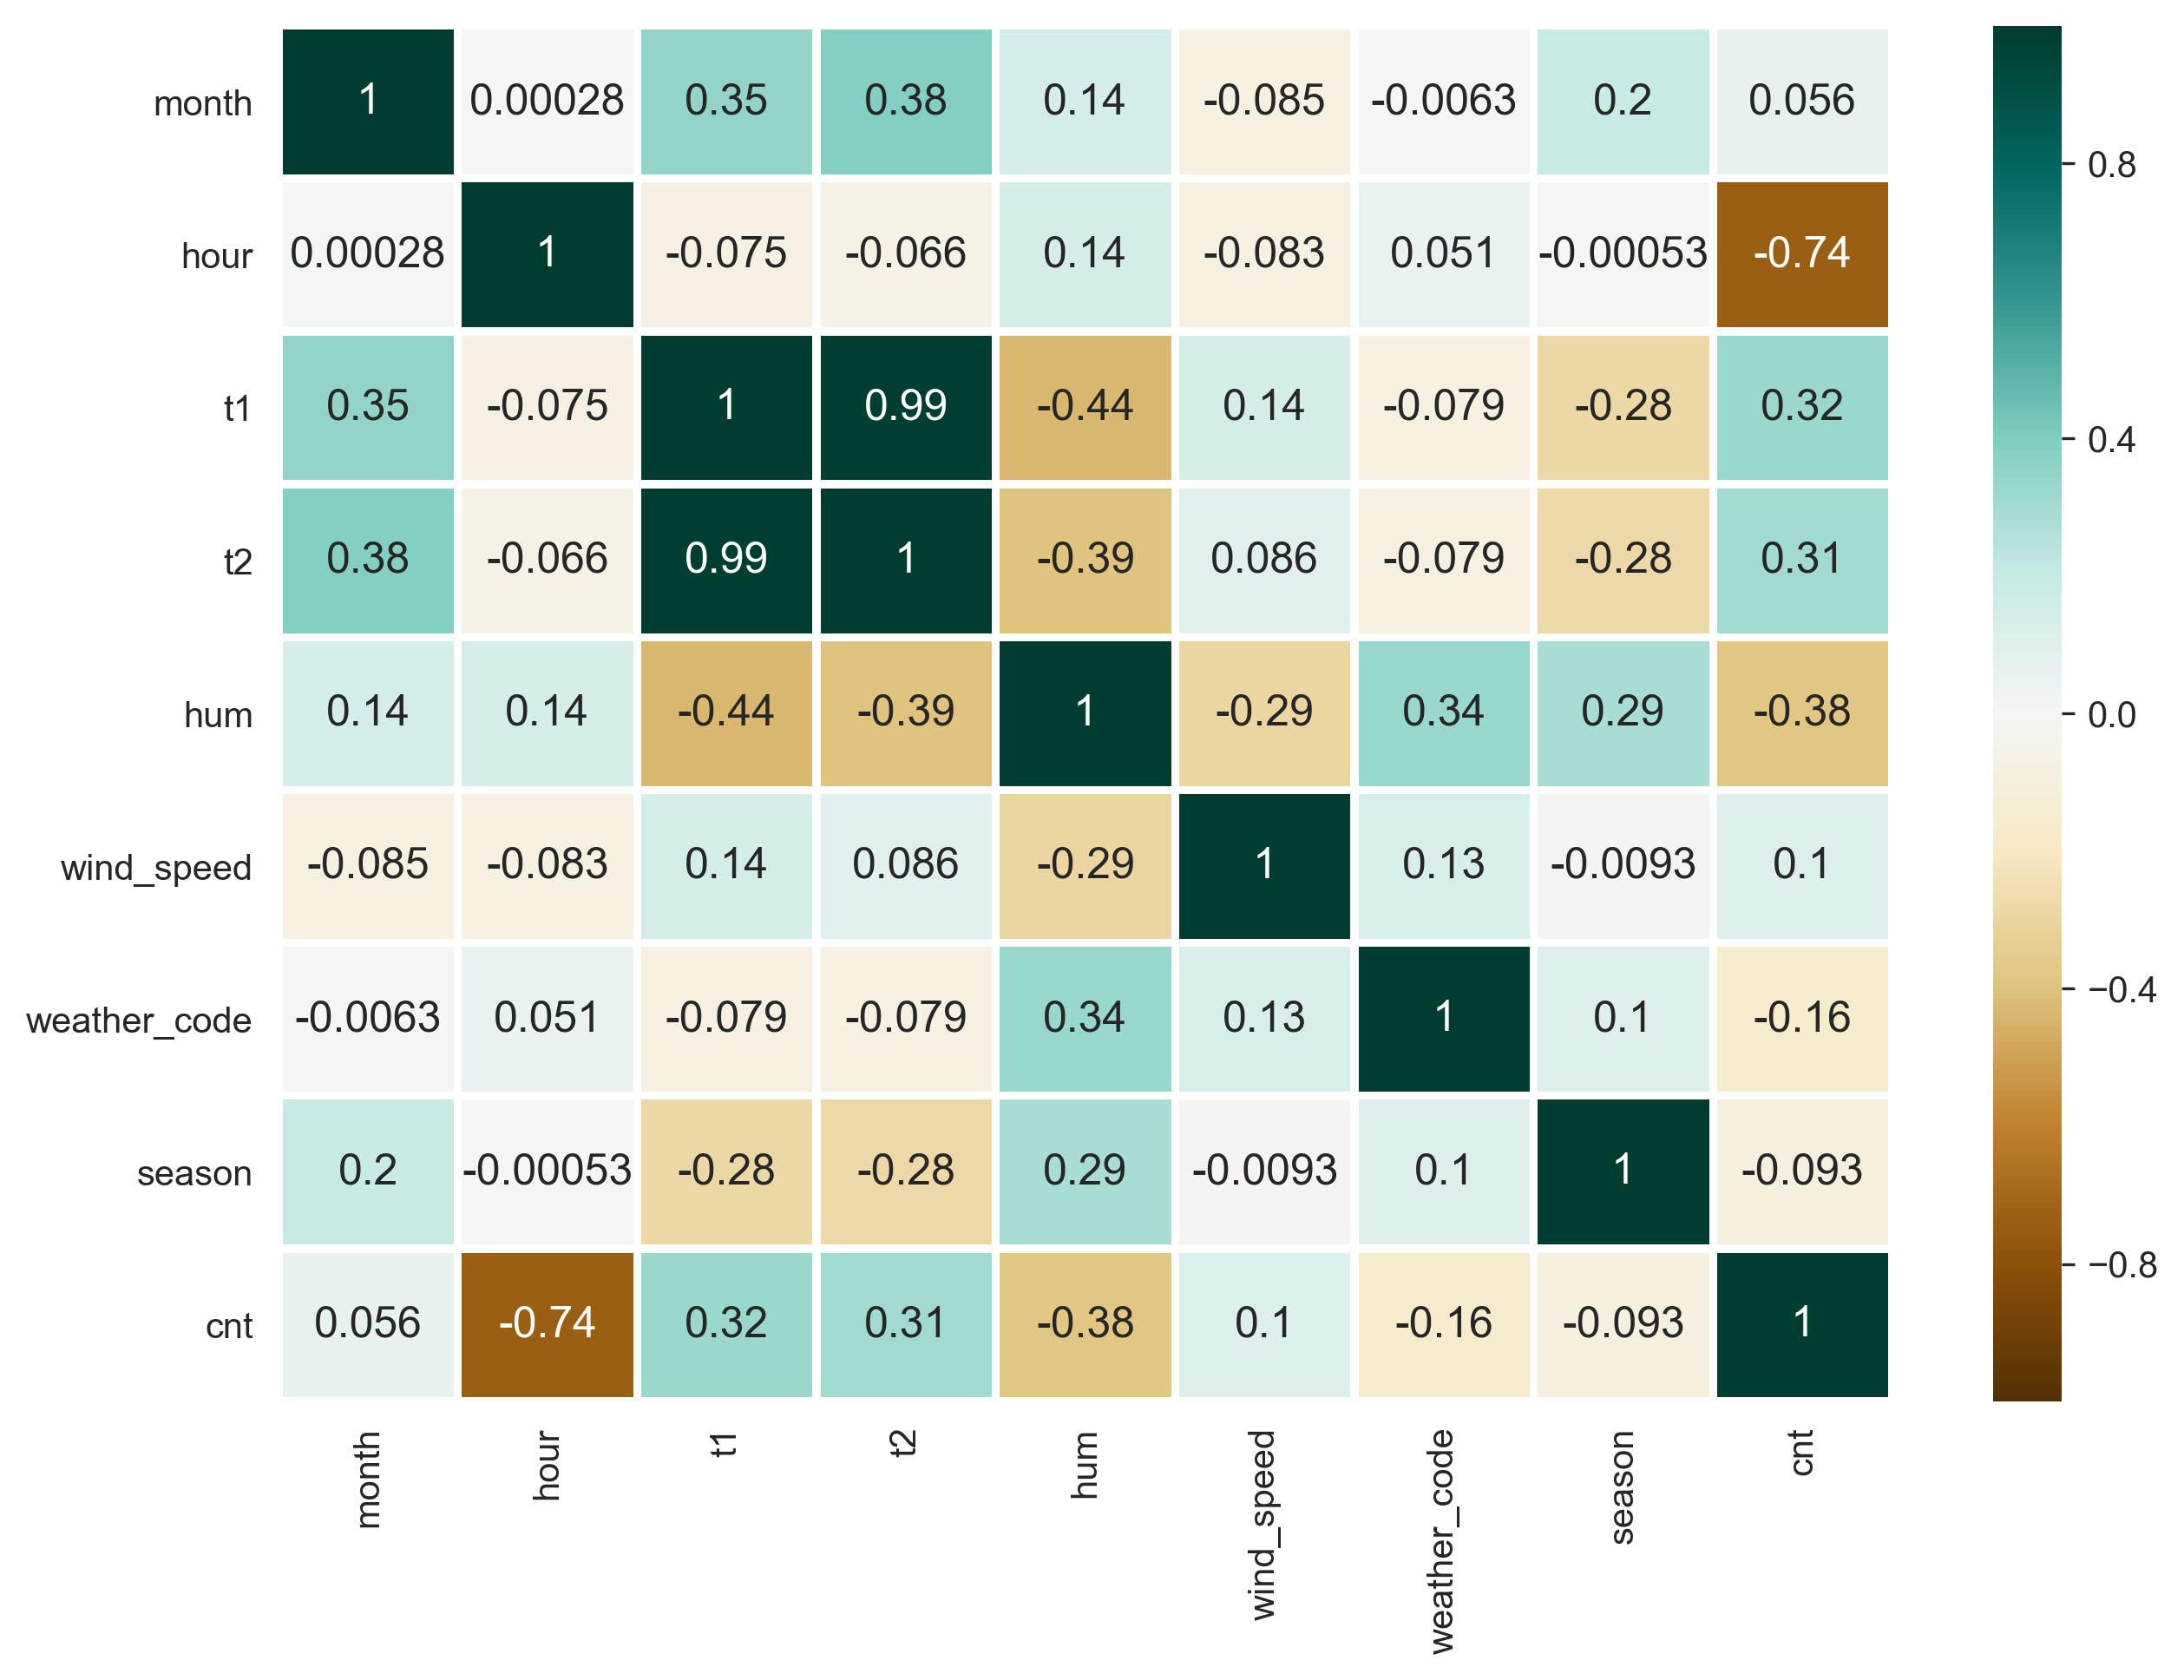 month 1 0.00028 0.35 0.38 0.14 -0.085 -0.0063 0.2 0.056
hour 0.00028 1 -0.075 -0.066 0.14 -0.083 0.051 -0.00053 -0.74
t1 0.35 -0.075 1 0.99 -0.44 0.14 -0.079 -0.28 0.32
t2 0.38 -0.066 0.99 1 -0.39 0.086 -0.079 -0.28 0.31
hum 0.14 0.14 -0.44 -0.39 1 -0.29 0.34 0.29 -0.38
wind_speed -0.085 -0.083 0.14 0.086 -0.29 1 0.13 -0.0093 0.1
weather_code -0.0063 0.051 -0.079 -0.079 0.34 0.13 1 0.1 -0.16
season 0.2 -0.00053 -0.28 -0.28 0.29 -0.0093 0.1 1 -0.093
cnt 0.056 -0.74 0.32 0.31 -0.38 0.1 -0.16 -0.093 1
month hour t1 t2 hum wind_speed weather_code season cnt
0.8
0.4
0.0
−0.4
−0.8